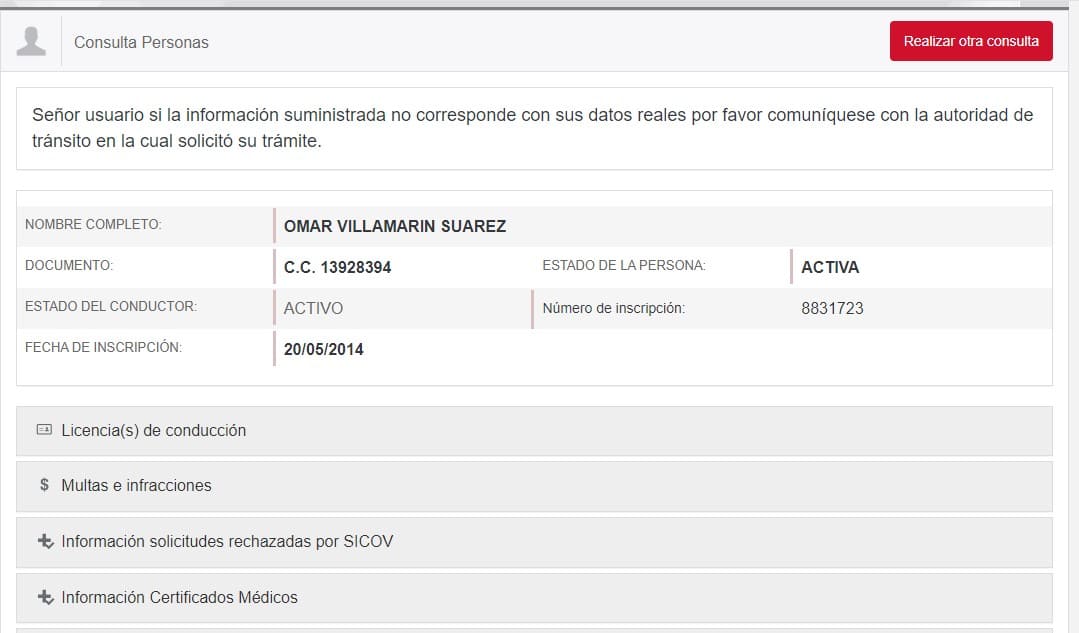 Consulta Personas
Realizar otra consulta
Señor usuario si la información suministrada no corresponde con sus datos reales por favor comuníquese con la autoridad de
tránsito en la cual solicitó su trámite.
NOMBRE COMPLETO: OMAR VILLAMARIN SUAREZ
DOCUMENTO: C.C. 13928394 ESTADO DE LA PERSONA: ACTIVA
ESTADO DEL CONDUCTOR: ACTIVO Número de inscripción: 8831723
FECHA DE INSCRIPCIÓN: 20/05/2014
Licencia(s) de conducción
$ Multas e infracciones
Información solicitudes rechazadas por SICOV
Información Certificados Médicos